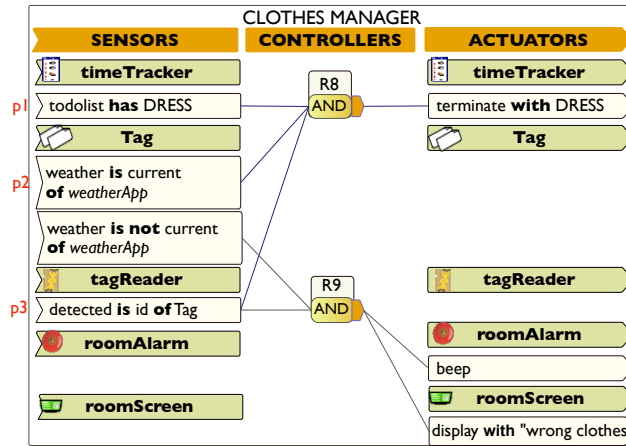 CLOTHES MANAGER
SENSORS CONTROLLERS ACTUATORS
timeTracker
R8
timeTracker
p1 todolist has DRESS
AND
terminate with DRESS
Tag
Tag
p2 weather is current
of weatherApp
weather is not current
of weatherApp
tagReader
R9
tagReader
p3 detected is id of Tag
AND
roomAlarm
roomAlarm
beep
roomScreen
roomScreen
display with "wrong clothes